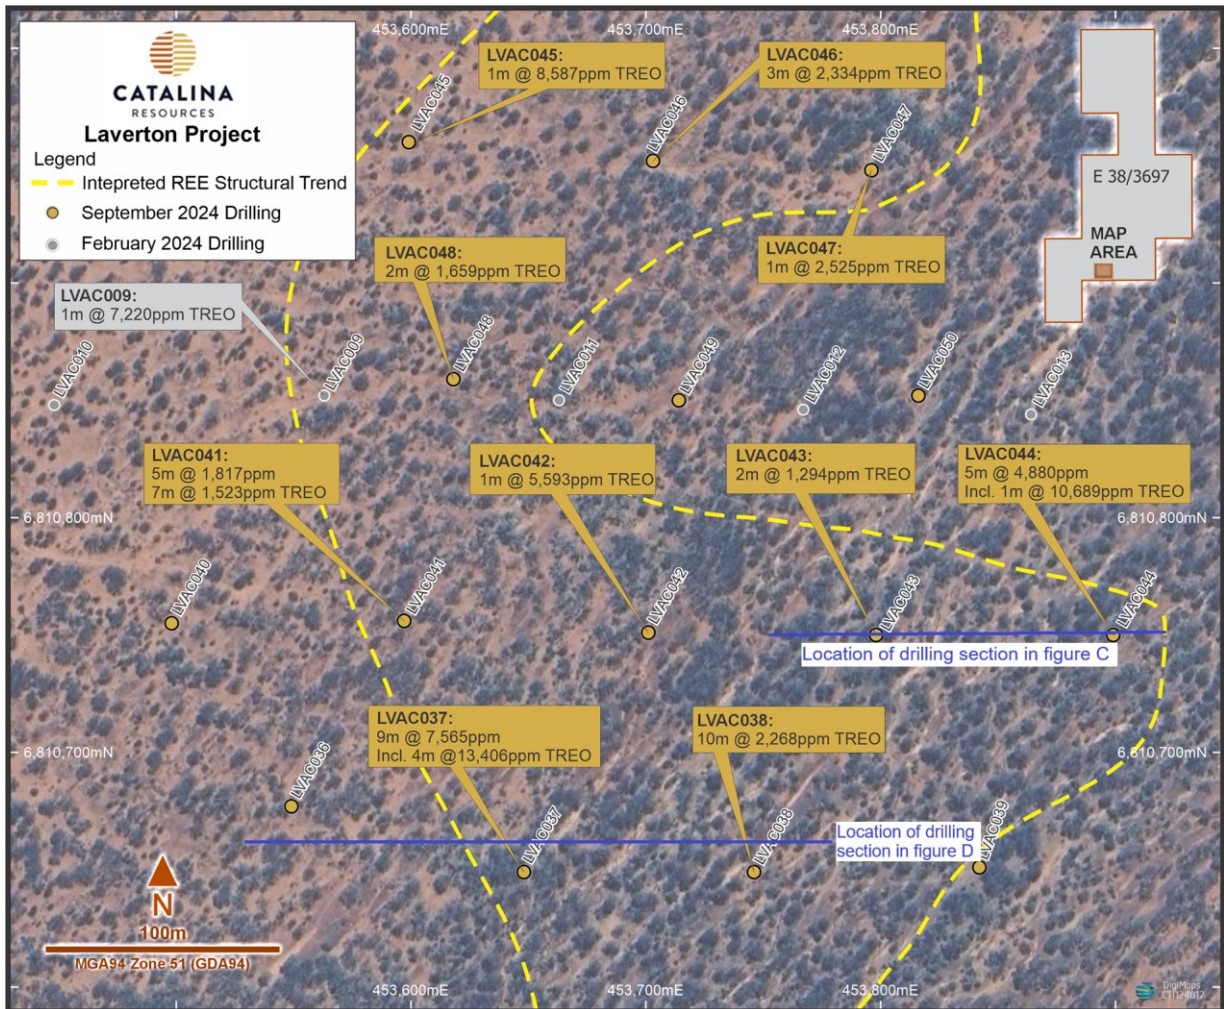 453,600mE
453,700mE
453,800mE
CATALINA
RESOURCES
Laverton Project
Legend
Intepreted REE Structural Trend
September 2024 Drilling
February 2024 Drilling
LVAC045:
1m @ 8,587ppm TREO
LVAC046:
3m @ 2,334ppm TREO
LVAC045
LVAC046
LVAC047
E 38/3697
MAP
AREA
LVAC048:
2m @ 1,659ppm TREO
LVAC047:
1m @ 2,525ppm TREO
LVAC009:
1m @ 7,220ppm TREO
LVAC010
LVAC009
LVAC048
LVAC011
LVAC049
LVAC012
LVAC050
LVAC013
LVAC041:
5m @ 1,817ppm
7m @ 1,523ppm TREO
LVAC042:
1m @ 5,593ppm TREO
LVAC043:
2m @ 1,294ppm TREO
LVAC044:
5m @ 4,880ppm
Incl. 1m @ 10,689ppm TREO
6,810,800mN
6,810,800mN
LVAC040
LVAC041
LVAC042
LVAC043
LVAC044
Location of drilling section in figure C
LVAC037:
9m @ 7,565ppm
Incl. 4m @13,406ppm TREO
LVAC038:
10m @ 2,268ppm TREO
6,810,700mN
6,810,700mN
LVAC036
LVAC037
LVAC038
LVAC039
Location of drilling
section in figure D
N
100m
MGA94 Zone 51 (GDA94)
453,600mE
453,700mE
453,800mE
DigiMaps
CTN24017